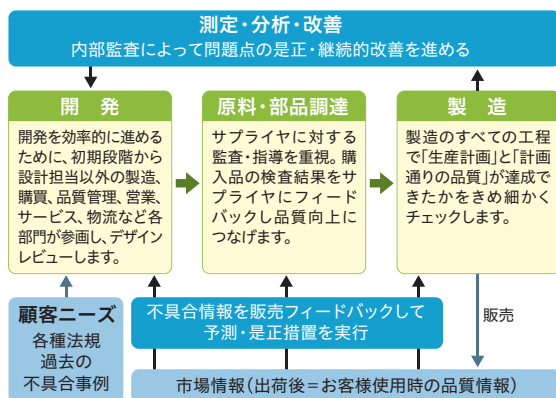 測定・分析・改善
内部監査によって問題点の是正・継続的改善を進める
開 発
開発を効率的に進める
ために、初期段階から
設計担当以外の製造、
購買、品質管理、営業、
サービス、物流など各
部門が参画し、デザイン
レビューします。
原料・部品調達
サプライヤに対する
監査・指導を重視。購
入品の検査結果をサ
プライヤにフィード
バックし品質向上に
つなげます。
製 造
製造のすべての工程
で「生産計画」と「計画
通りの品質」が達成で
きたかをきめ細かく
チェックします。
顧客ニーズ
各種法規
過去の
不具合事例
不具合情報を販売フィードバックして
予測・是正措置を実行
販売
市場情報(出荷後=お客様使用時の品質情報)